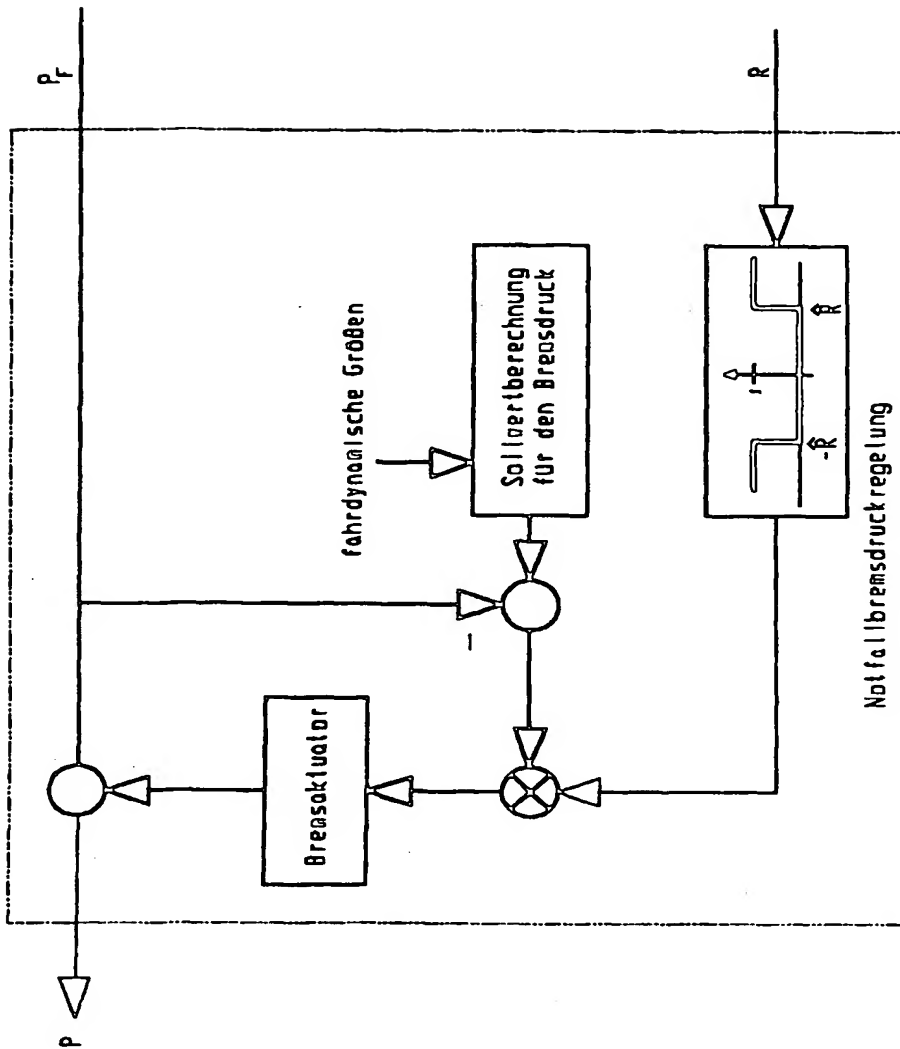 P_F
R
fahrdynamische Größen
Sollwertberechnung
für den Bremsdruck
Bremsaktuator
−
1
-R̂
R̂
P
Notfallbremsdruckregelung